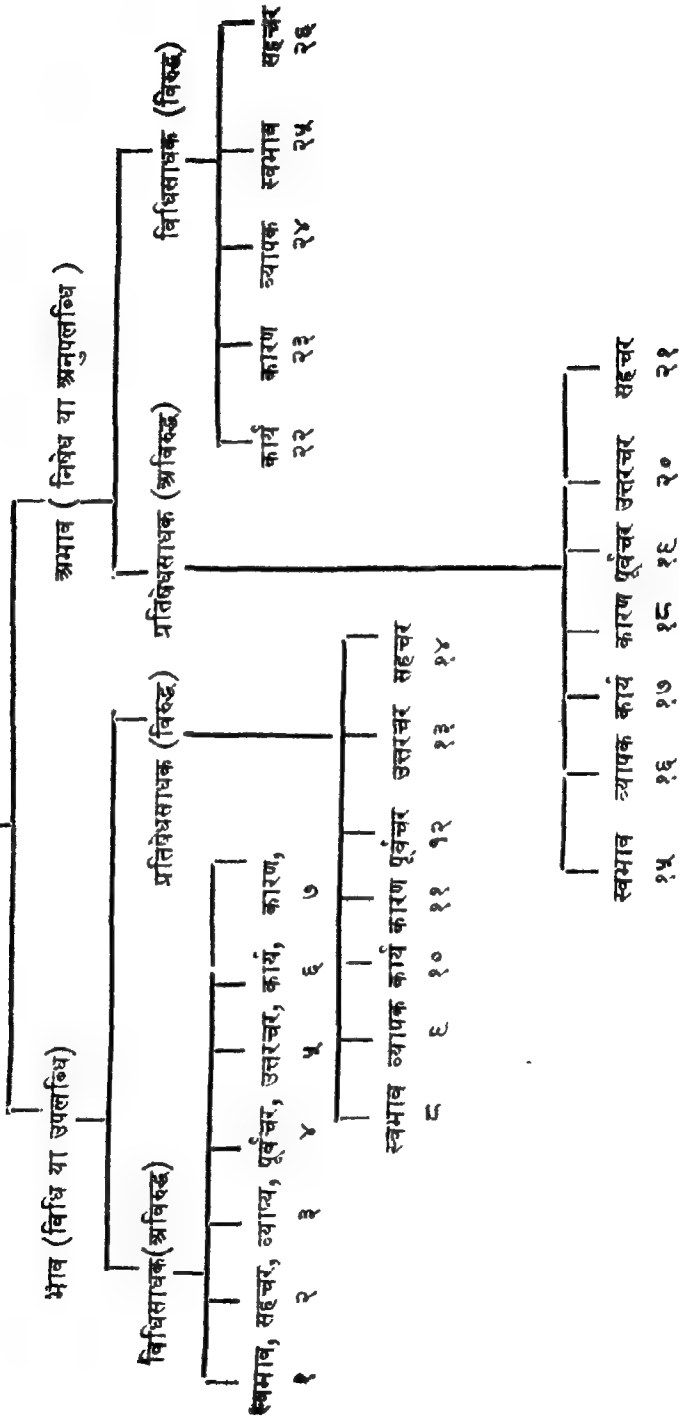 भाव (विधि या उपलब्धि)
अभाव ( निषेध या अनुपलब्धि )
विधिसाधक(अविरुद्ध)
प्रतिषेधसाधक (विरुद्ध)
प्रतिषेधसाधक (अविरुद्ध)
विधिसाधक (विरुद्ध)
स्वभाव, सहचर, व्याप्य, पूर्वचर, उत्तरचर, कार्य, कारण,
१ २ ३ ४ ५ ६ ७
कार्य कारण व्यापक स्वभाव सहचर
२२ २३ २४ २५ २६
स्वभाव व्यापक कार्य कारण पूर्वचर उत्तरचर सहचर
८ ९ १० ११ १२ १३ १४
स्वभाव व्यापक कार्य कारण पूर्वचर उत्तरचर सहचर
१५ १६ १७ १८ १९ २० २१